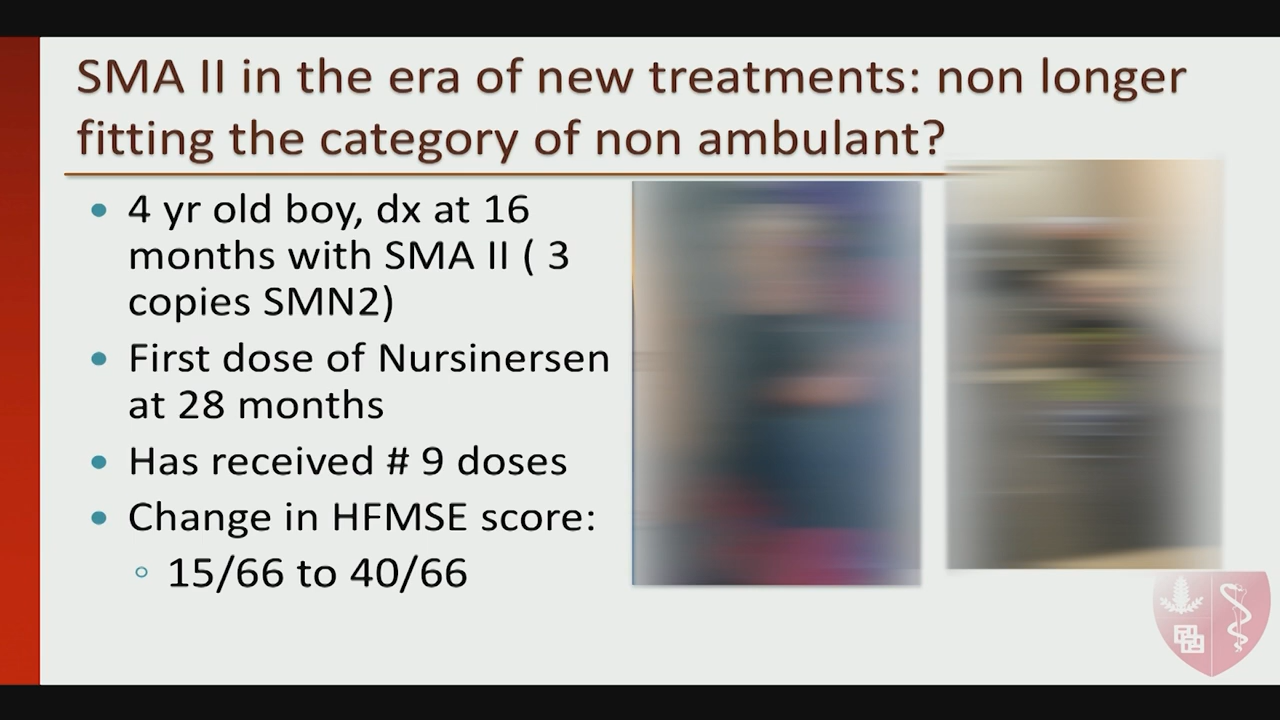 SMA II in the era of new treatments: non longer
fitting the category of non ambulant?
4 yr old boy, dx at 16
months with SMA II ( 3
copies SMN2)
First dose of Nursinersen
at 28 months
Has received # 9 doses
Change in HFMSE score:
15/66 to 40/66